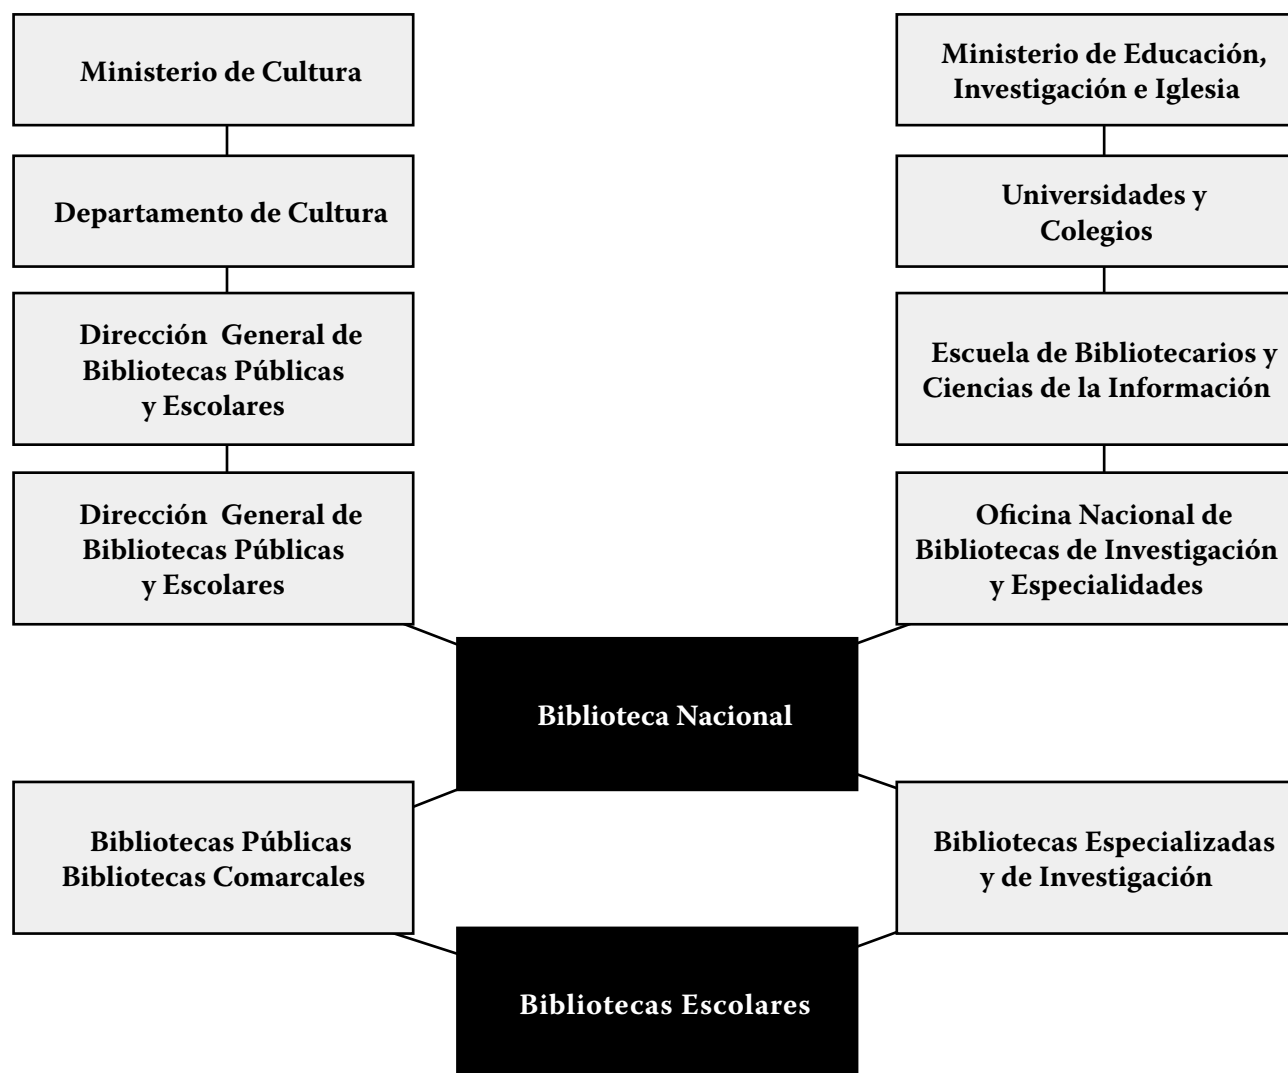 Ministerio de Cultura
Departamento de Cultura
Dirección General de
Bibliotecas Públicas
y Escolares
Dirección General de
Bibliotecas Públicas
y Escolares
Ministerio de Educación,
Investigación e Iglesia
Universidades y
Colegios
Escuela de Bibliotecarios y
Ciencias de la Información
Oficina Nacional de
Bibliotecas de Investigación
y Especialidades
Biblioteca Nacional
Bibliotecas Públicas
Bibliotecas Comarcales
Bibliotecas Especializadas
y de Investigación
Bibliotecas Escolares